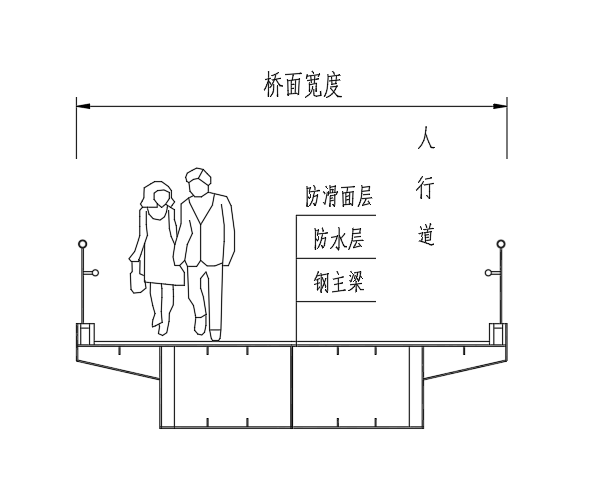 桥面宽度
人行道
防滑面层
防水层
钢主梁